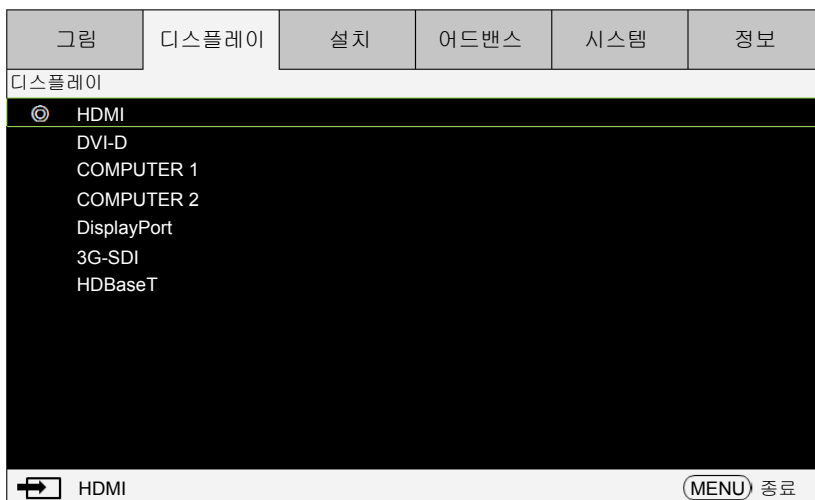 그림 디스플레이 설치 어드밴스 시스템 정보
디스플레이
HDMI
DVI-D
COMPUTER 1
COMPUTER 2
DisplayPort
3G-SDI
HDBaseT
HDMI MENU 종료